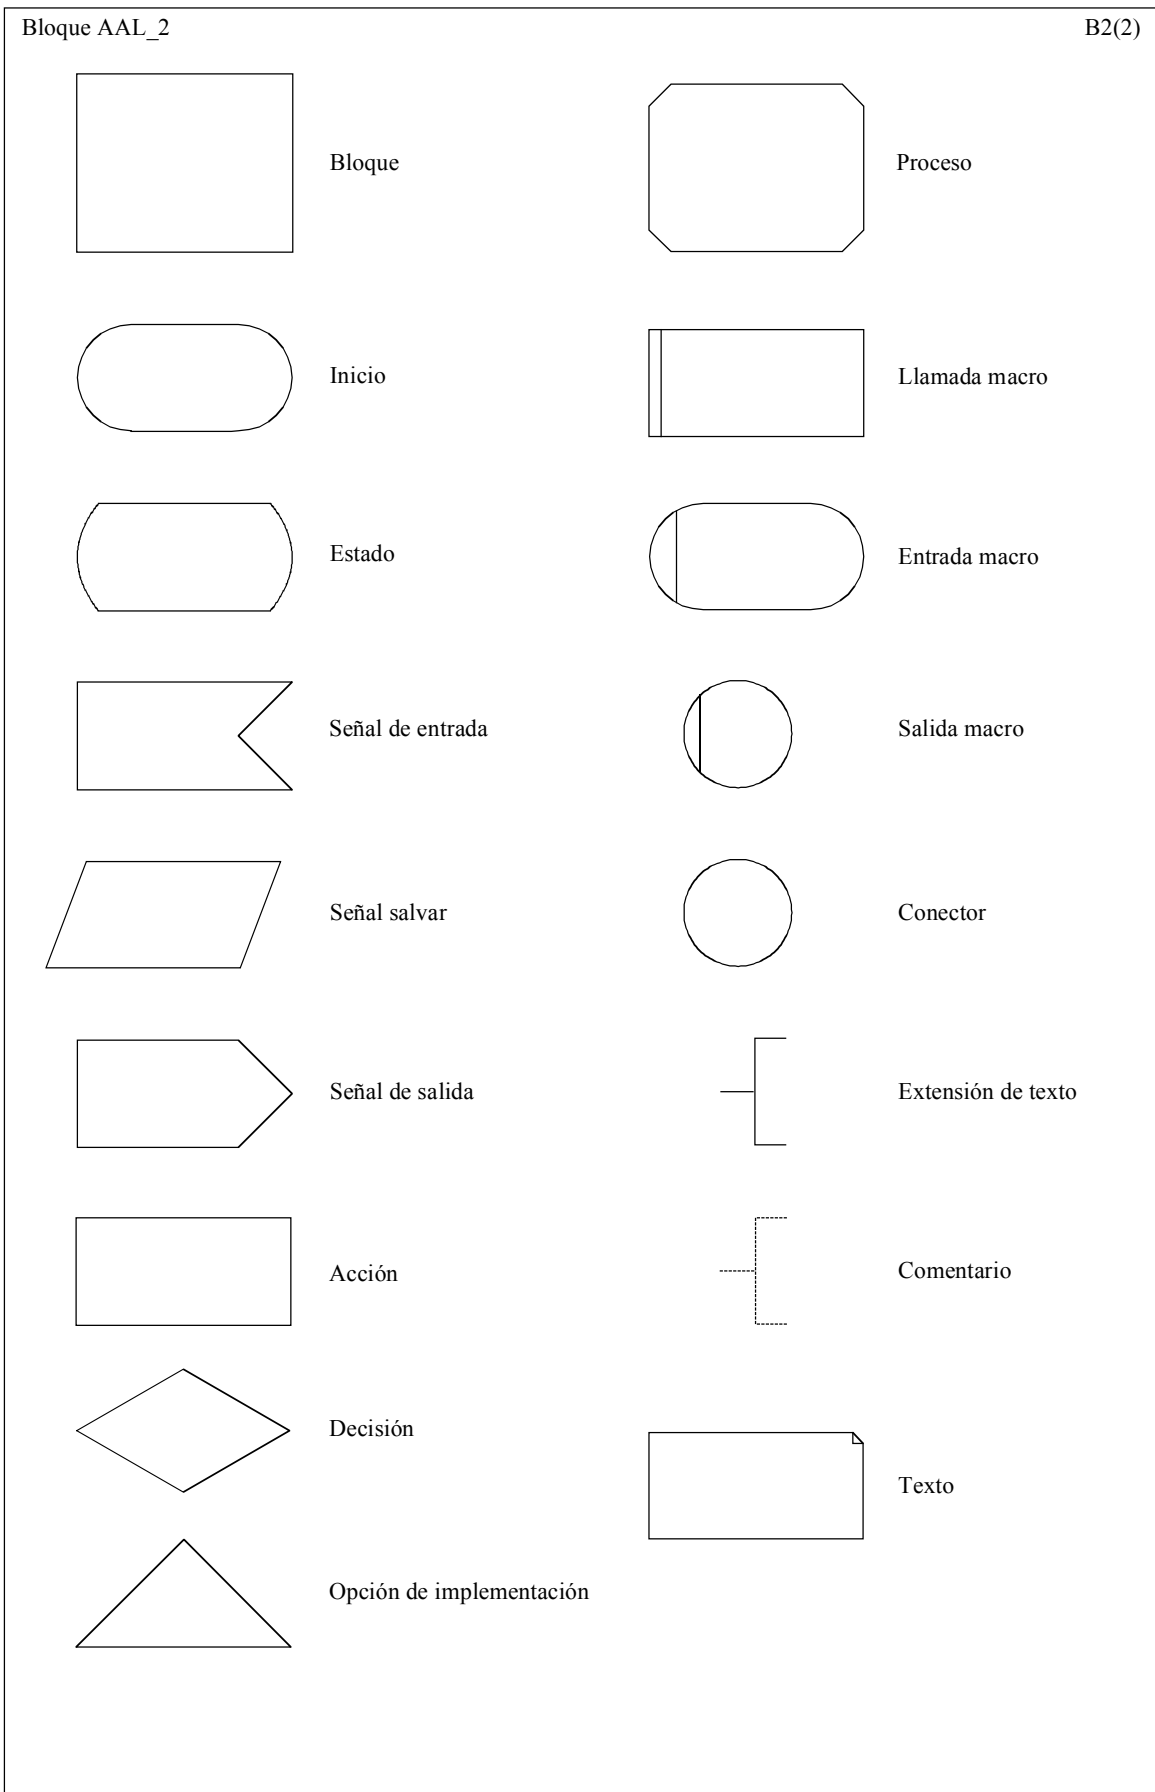 Bloque AAL_2
B2(2)
Bloque
Proceso
Inicio
Llamada macro
Estado
Entrada macro
Señal de entrada
Salida macro
Señal salvar
Conector
Señal de salida
Extensión de texto
Acción
Comentario
Decisión
Texto
Opción de implementación